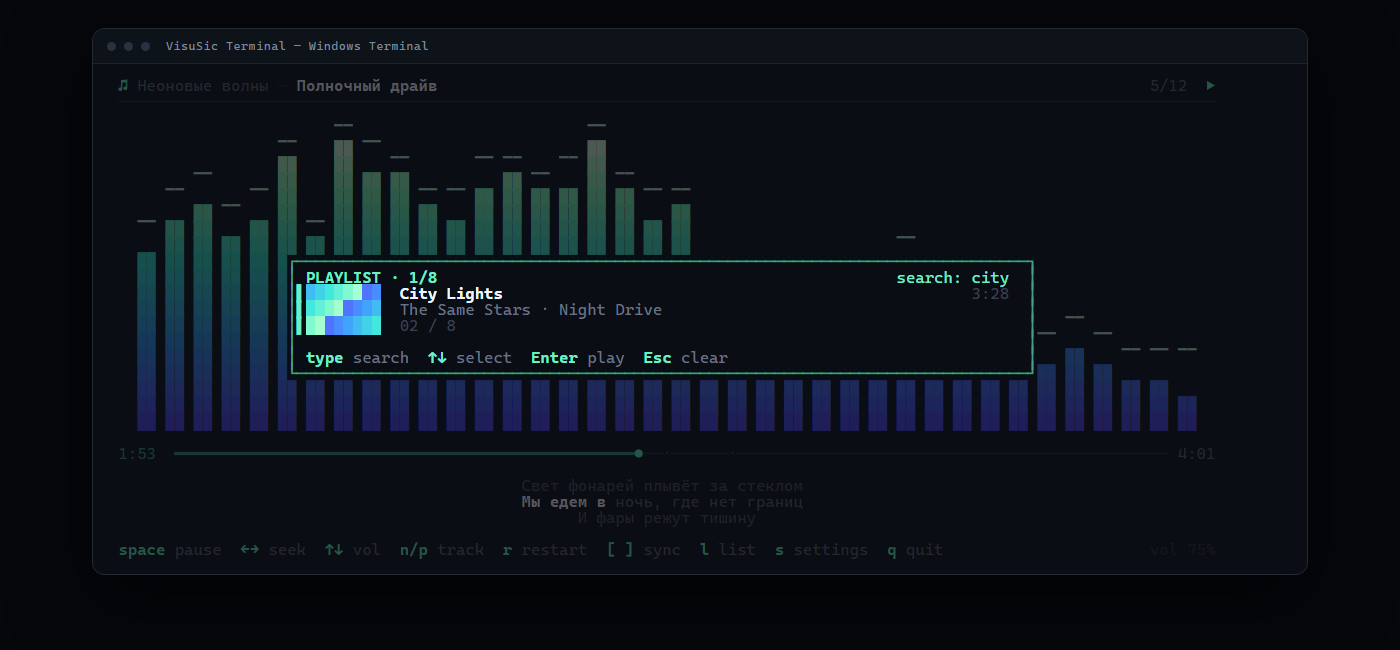 VisuSic Terminal — Windows Terminal
♫ Неоновые волны — Полночный драйв 5/12 ▶
PLAYLIST · 1/8 search: city
City Lights 3:28
The Same Stars · Night Drive
02 / 8
type search ↑↓ select Enter play Esc clear
1:53 4:01
Свет фонарей плывёт за стеклом
Мы едем в ночь, где нет границ
И фары режут тишину
space pause ←→ seek ↑↓ vol n/p track r restart [ ] sync l list s settings q quit vol 75%